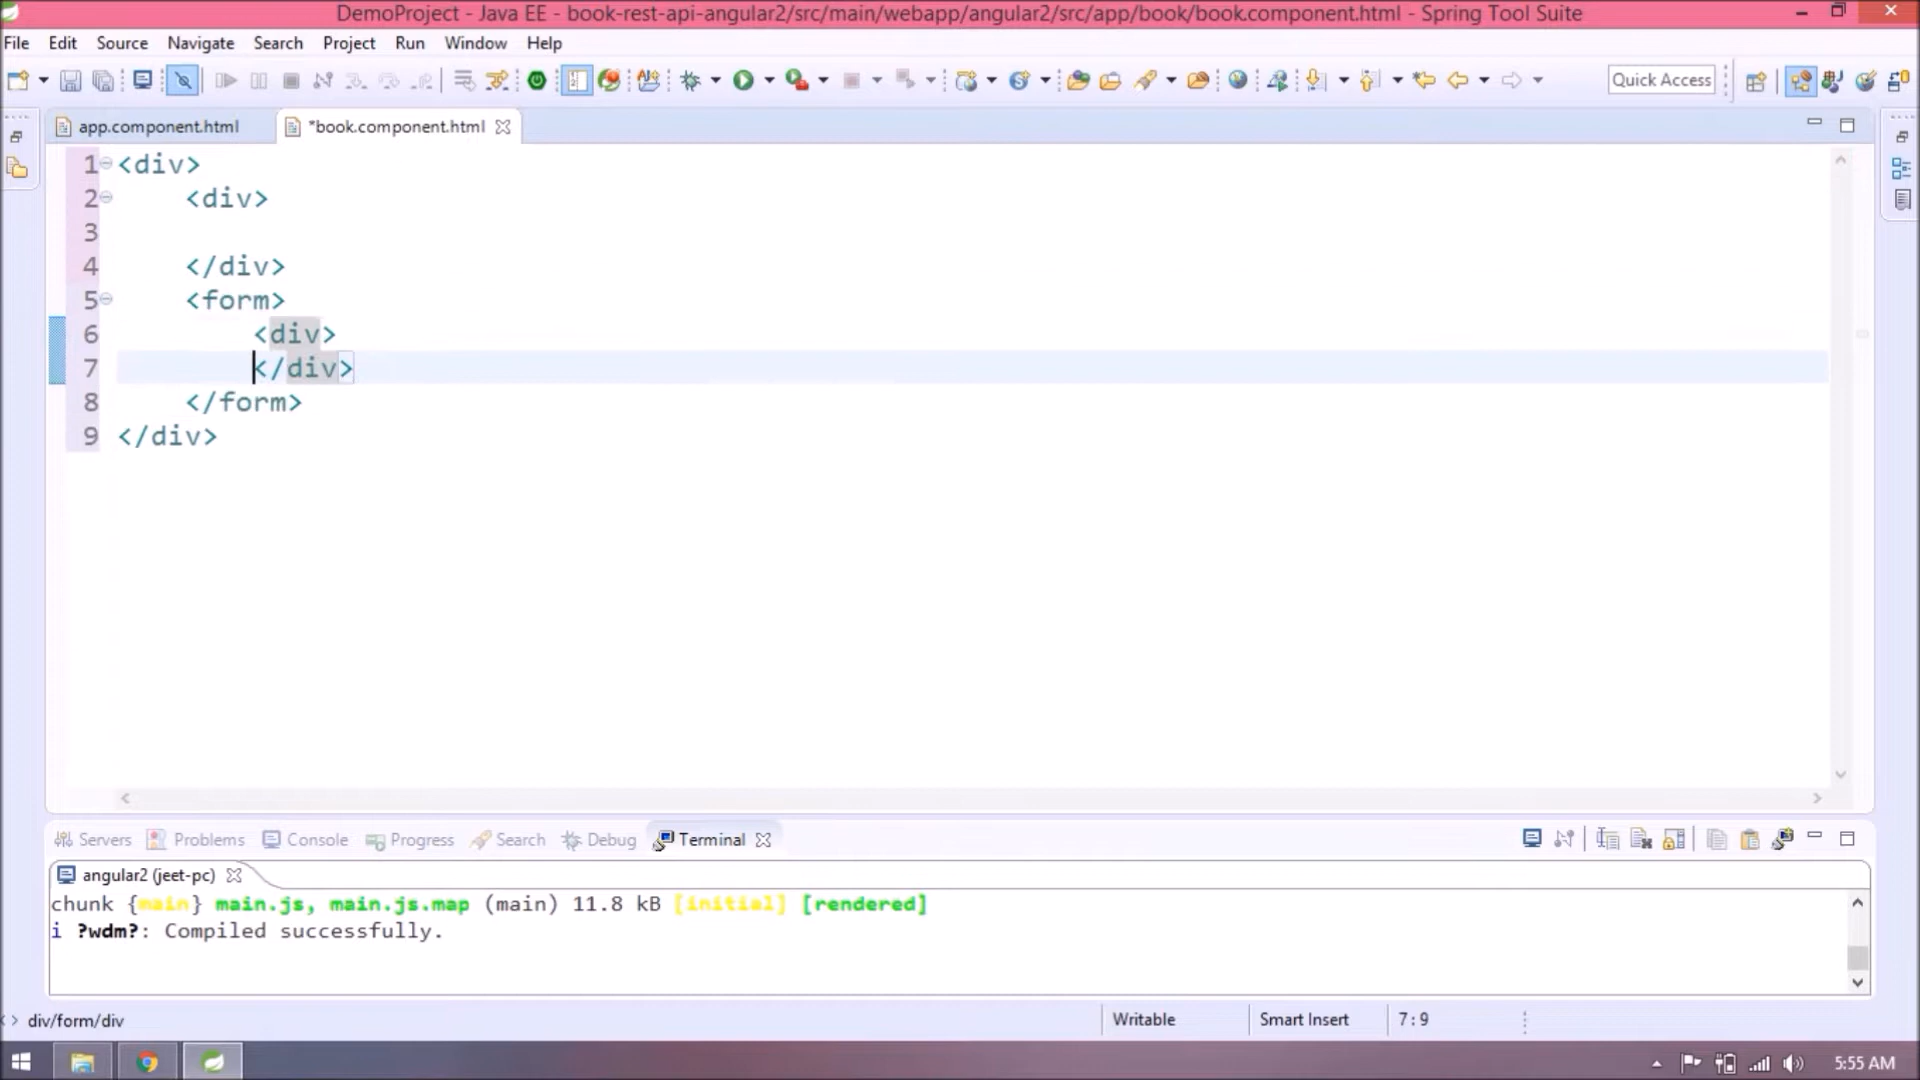 DemoProject - Java EE - book-rest-api-angular2/src/main/webapp/angular2/src/app/book/book.component.html - Spring Tool Suite
File Edit Source Navigate Search Project Run Window Help
Quick Access
app.component.html *book.component.html
1 <div>
2 <div>
3
4 </div>
5 <form>
6 <div>
7 </div>
8 </form>
9 </div>
Servers Problems Console Progress Search Debug Terminal
angular2 (jeet-pc)
chunk {main} main.js, main.js.map (main) 11.8 kB [initial] [rendered]
i ?wdm?: Compiled successfully.
div/form/div Writable Smart Insert 7 : 9
5:55 AM